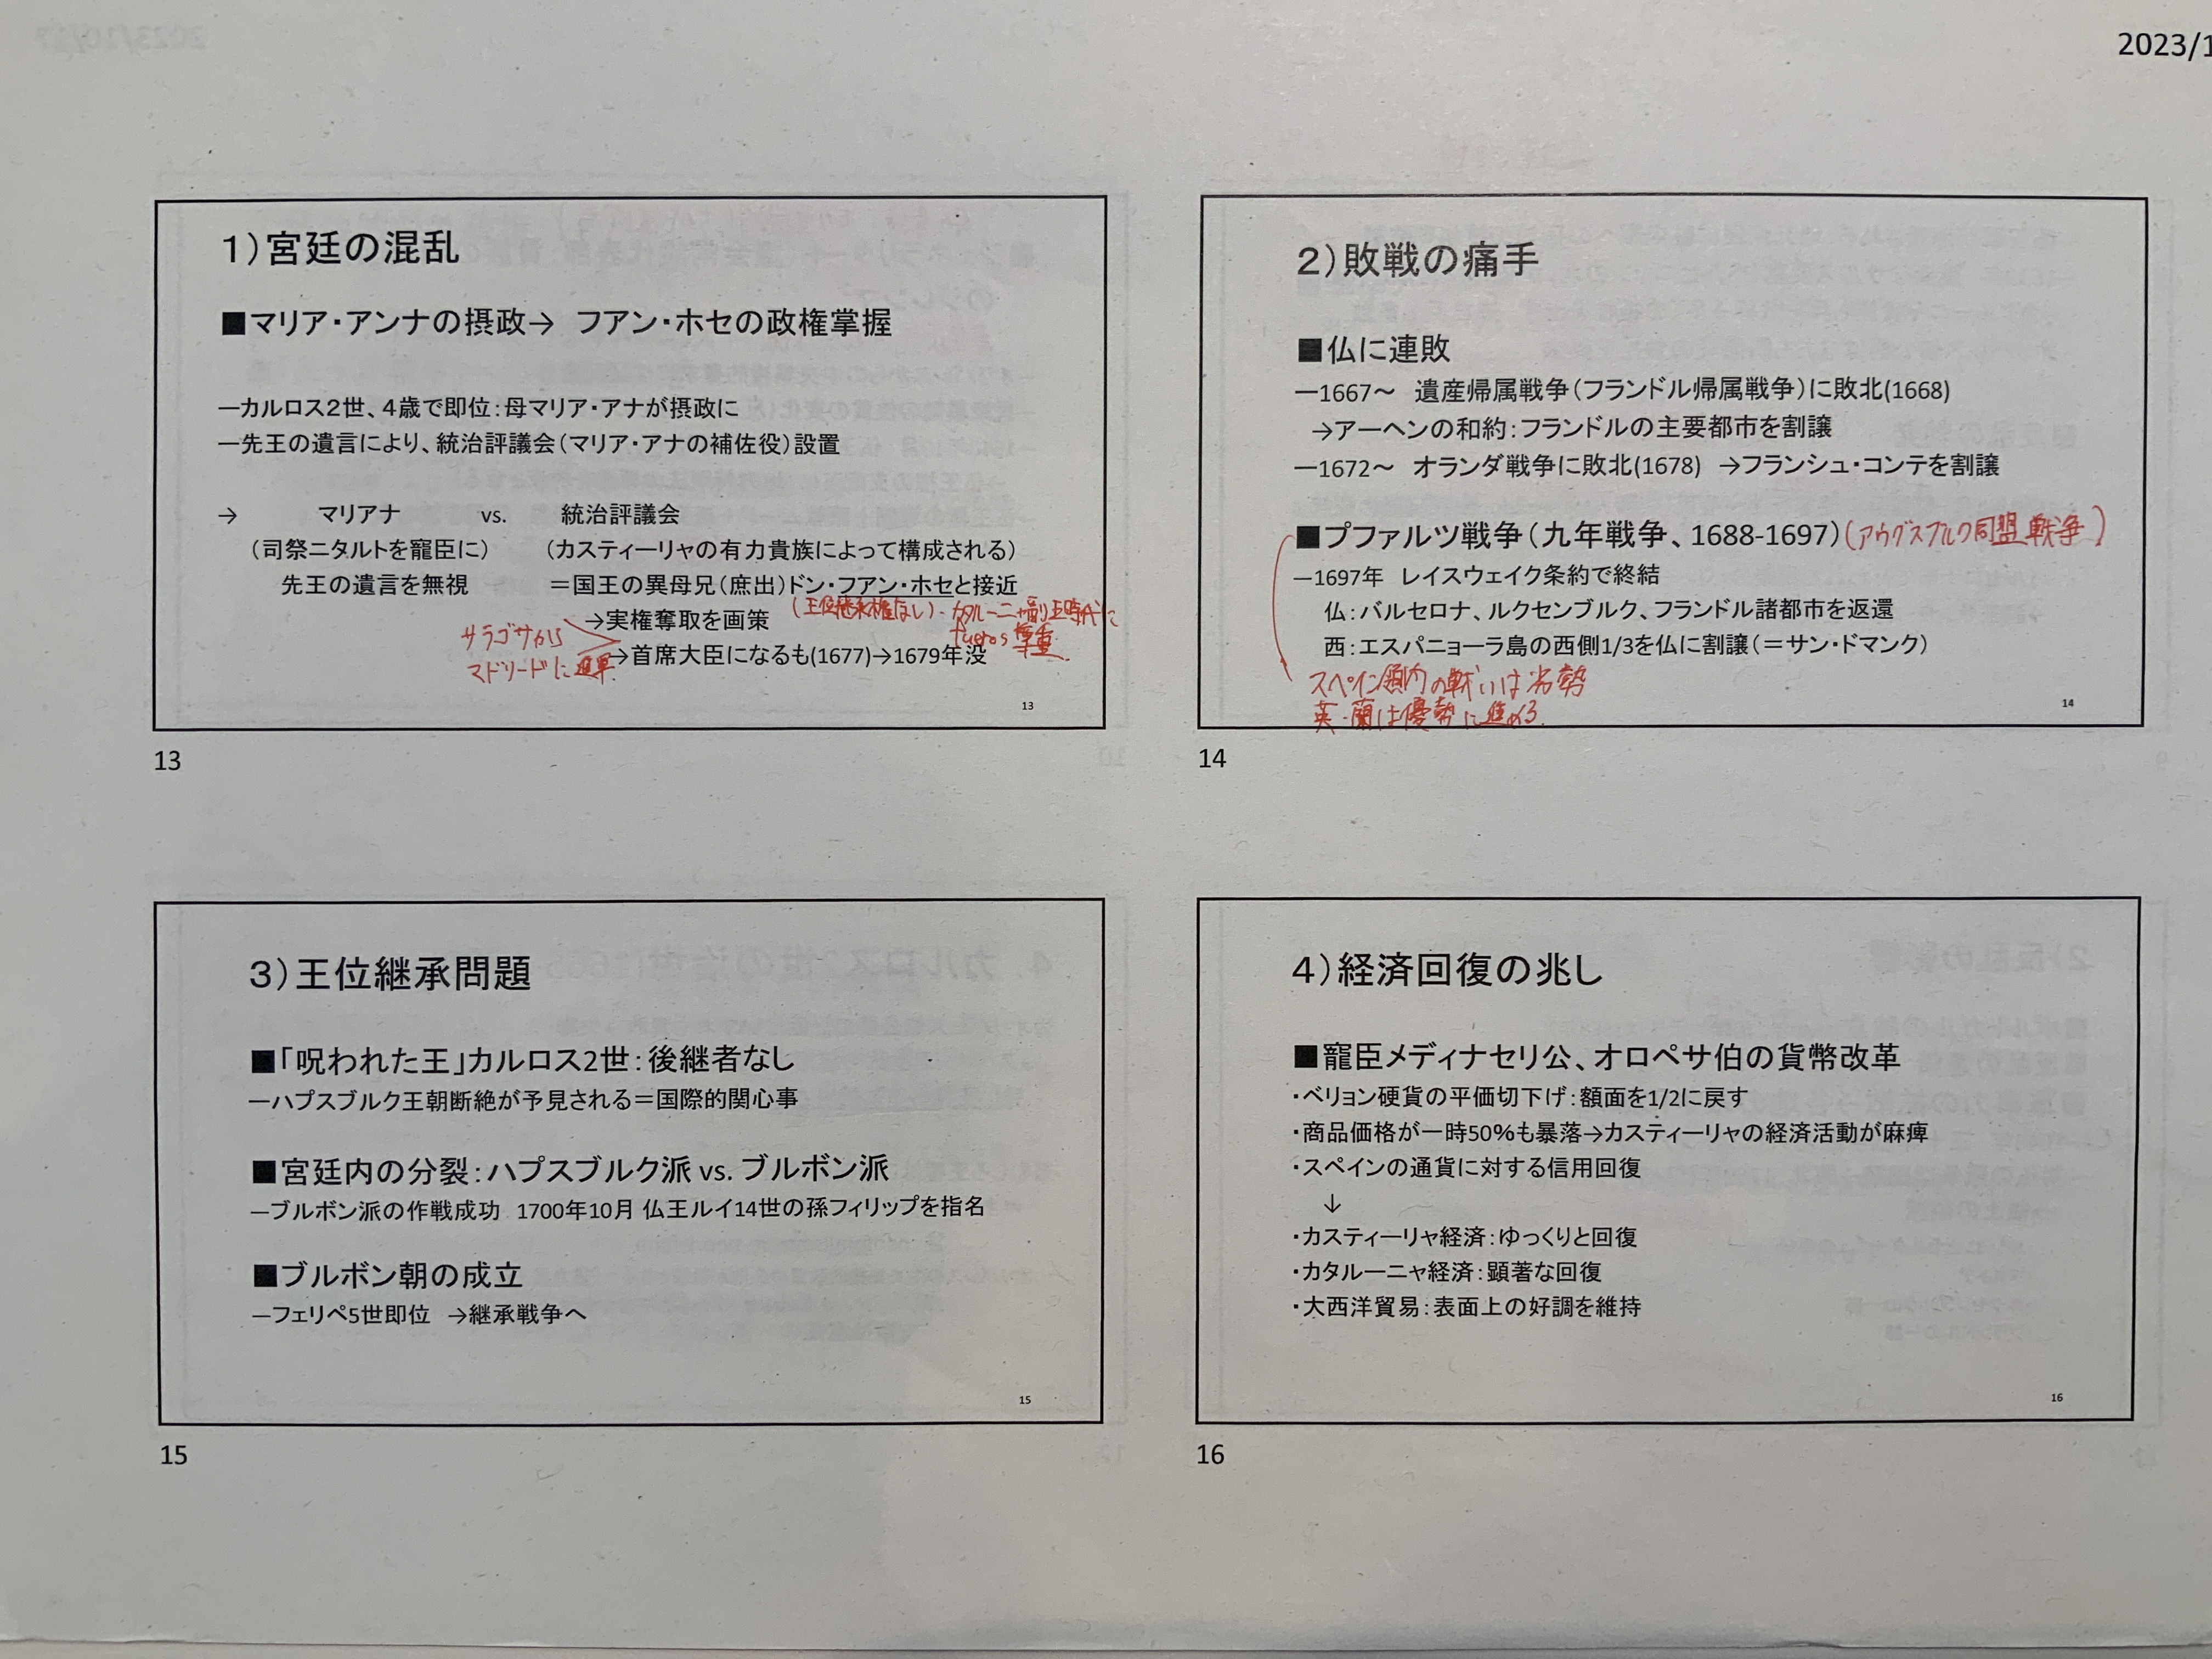 2023/1
1)宮廷の混乱
■マリア・アンナの摂政→ フアン・ホセの政権掌握
―カルロス2世、4歳で即位:母マリア・アナが摂政に
―先王の遺言により、統治評議会(マリア・アナの補佐役)設置
→ マリアナ vs. 統治評議会
(司祭ニタルトを寵臣に) (カスティーリャの有力貴族によって構成される)
先王の遺言を無視 =国王の異母兄(庶出)ドン・フアン・ホセと接近
→実権奪取を画策
(王位継承権なし)・カタルーニャ副王時代に
fueros 尊重
サラゴサから
マドリードに進軍
→首席大臣になるも(1677)→1679年没
13
13
2)敗戦の痛手
■仏に連敗
―1667~ 遺産帰属戦争(フランドル帰属戦争)に敗北(1668)
→アーヘンの和約:フランドルの主要都市を割譲
―1672~ オランダ戦争に敗北(1678) →フランシュ・コンテを割譲
■プファルツ戦争(九年戦争、1688-1697)(アウグスブルク同盟戦争)
―1697年 レイスウェイク条約で終結
仏:バルセロナ、ルクセンブルク、フランドル諸都市を返還
西:エスパニョーラ島の西側1/3を仏に割譲(=サン・ドマング)
スペイン領内の戦いは劣勢
英・蘭は優勢に進める
14
14
3)王位継承問題
■「呪われた王」カルロス2世:後継者なし
―ハプスブルク王朝断絶が予見される=国際的関心事
■宮廷内の分裂:ハプスブルク派 vs. ブルボン派
―ブルボン派の作戦成功 1700年10月 仏王ルイ14世の孫フィリップを指名
■ブルボン朝の成立
―フェリペ5世即位 →継承戦争へ
15
15
4)経済回復の兆し
■寵臣メディナセリ公、オロペサ伯の貨幣改革
・ベリョン硬貨の平価切下げ:額面を1/2に戻す
・商品価格が一時50%も暴落→カスティーリャの経済活動が麻痺
・スペインの通貨に対する信用回復
↓
・カスティーリャ経済:ゆっくりと回復
・カタルーニャ経済:顕著な回復
・大西洋貿易:表面上の好調を維持
16
16